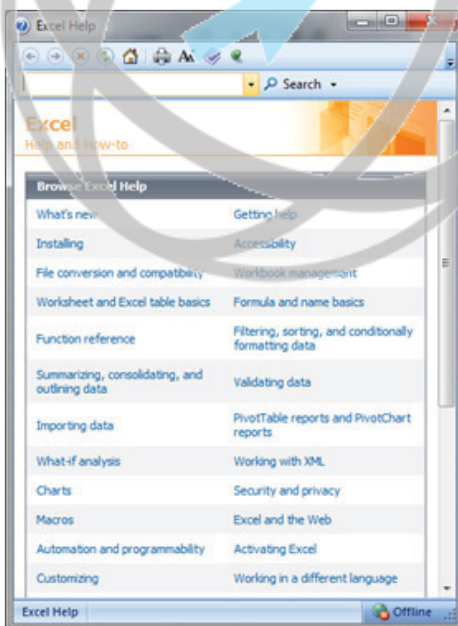 Excel Help
Search
Excel
Help and How-to
Browse Excel Help
What's new
Getting help
Installing
Accessibility
File conversion and compatibility
Workbook management
Worksheet and Excel table basics
Formula and name basics
Function reference
Filtering, sorting, and conditionally
formatting data
Summarizing, consolidating, and
outlining data
Validating data
Importing data
PivotTable reports and PivotChart
reports
What-if analysis
Working with XML
Charts
Security and privacy
Macros
Excel and the Web
Automation and programmability
Activating Excel
Customizing
Working in a different language
Excel Help
Offline